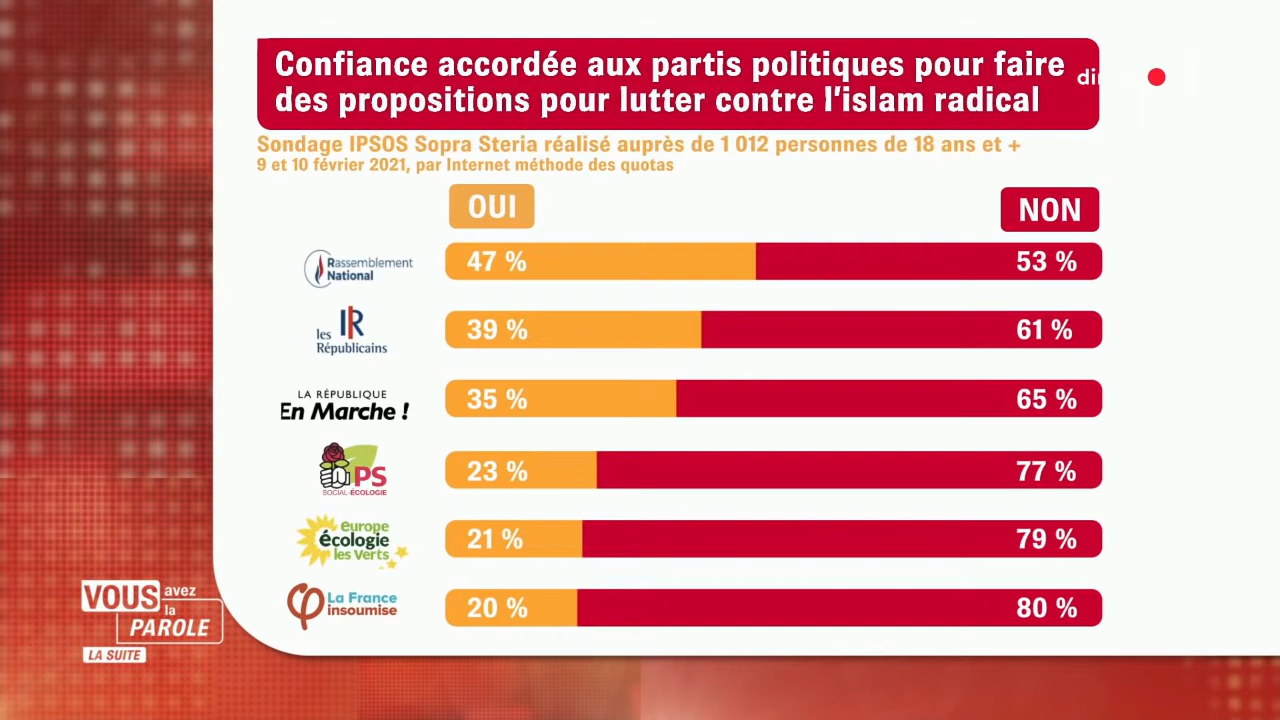 Confiance accordée aux partis politiques pour faire
des propositions pour lutter contre l'islam radical
Sondage IPSOS Sopra Steria réalisé auprès de 1 012 personnes de 18 ans et +
9 et 10 février 2021, par Internet méthode des quotas
OUI
NON
Rassemblement
National
47 %
53 %
les LR
Républicains
39 %
61 %
LA RÉPUBLIQUE
En Marche !
35 %
65 %
PS
SOCIAL-ÉCOLOGIE
23 %
77 %
europe
écologie
les Verts
21 %
79 %
La France
insoumise
20 %
80 %
VOUS avez
la
PAROLE
LA SUITE